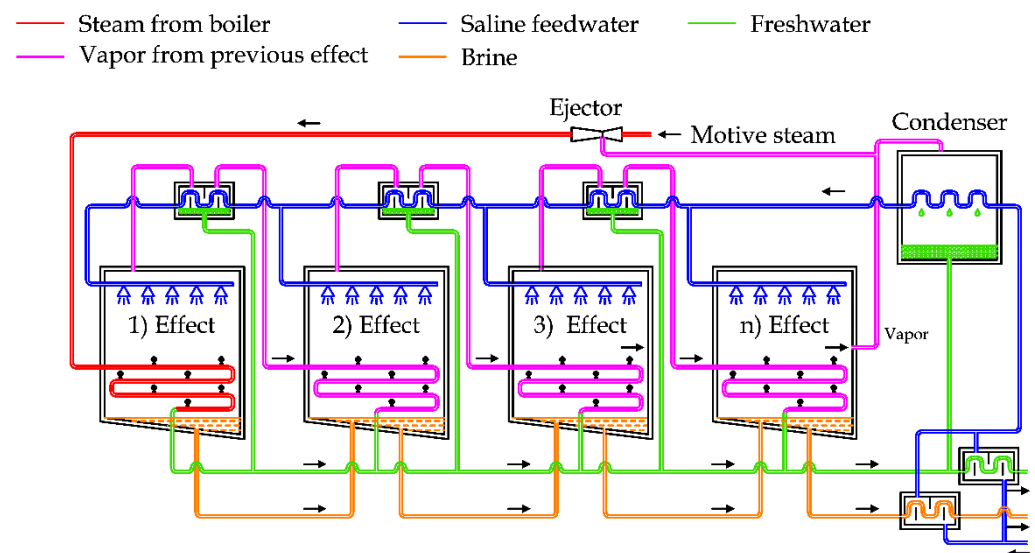 Steam from boiler
Saline feedwater
Freshwater
Vapor from previous effect
Brine
Ejector
Motive steam
Condenser
1) Effect
2) Effect
3) Effect
n) Effect
Vapor